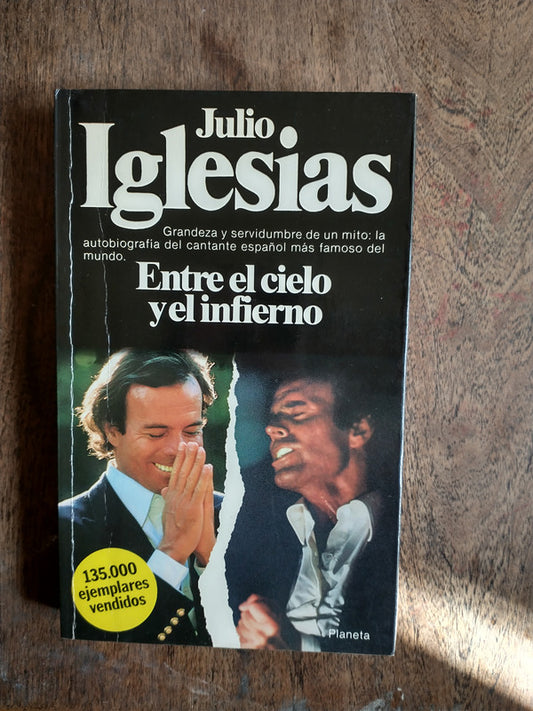 Julio
Iglesias
Grandeza y servidumbre de un mito: la
autobiografía del cantante español más famoso del
mundo.
Entre el cielo
y el infierno
135.000
ejemplares
vendidos
Planeta